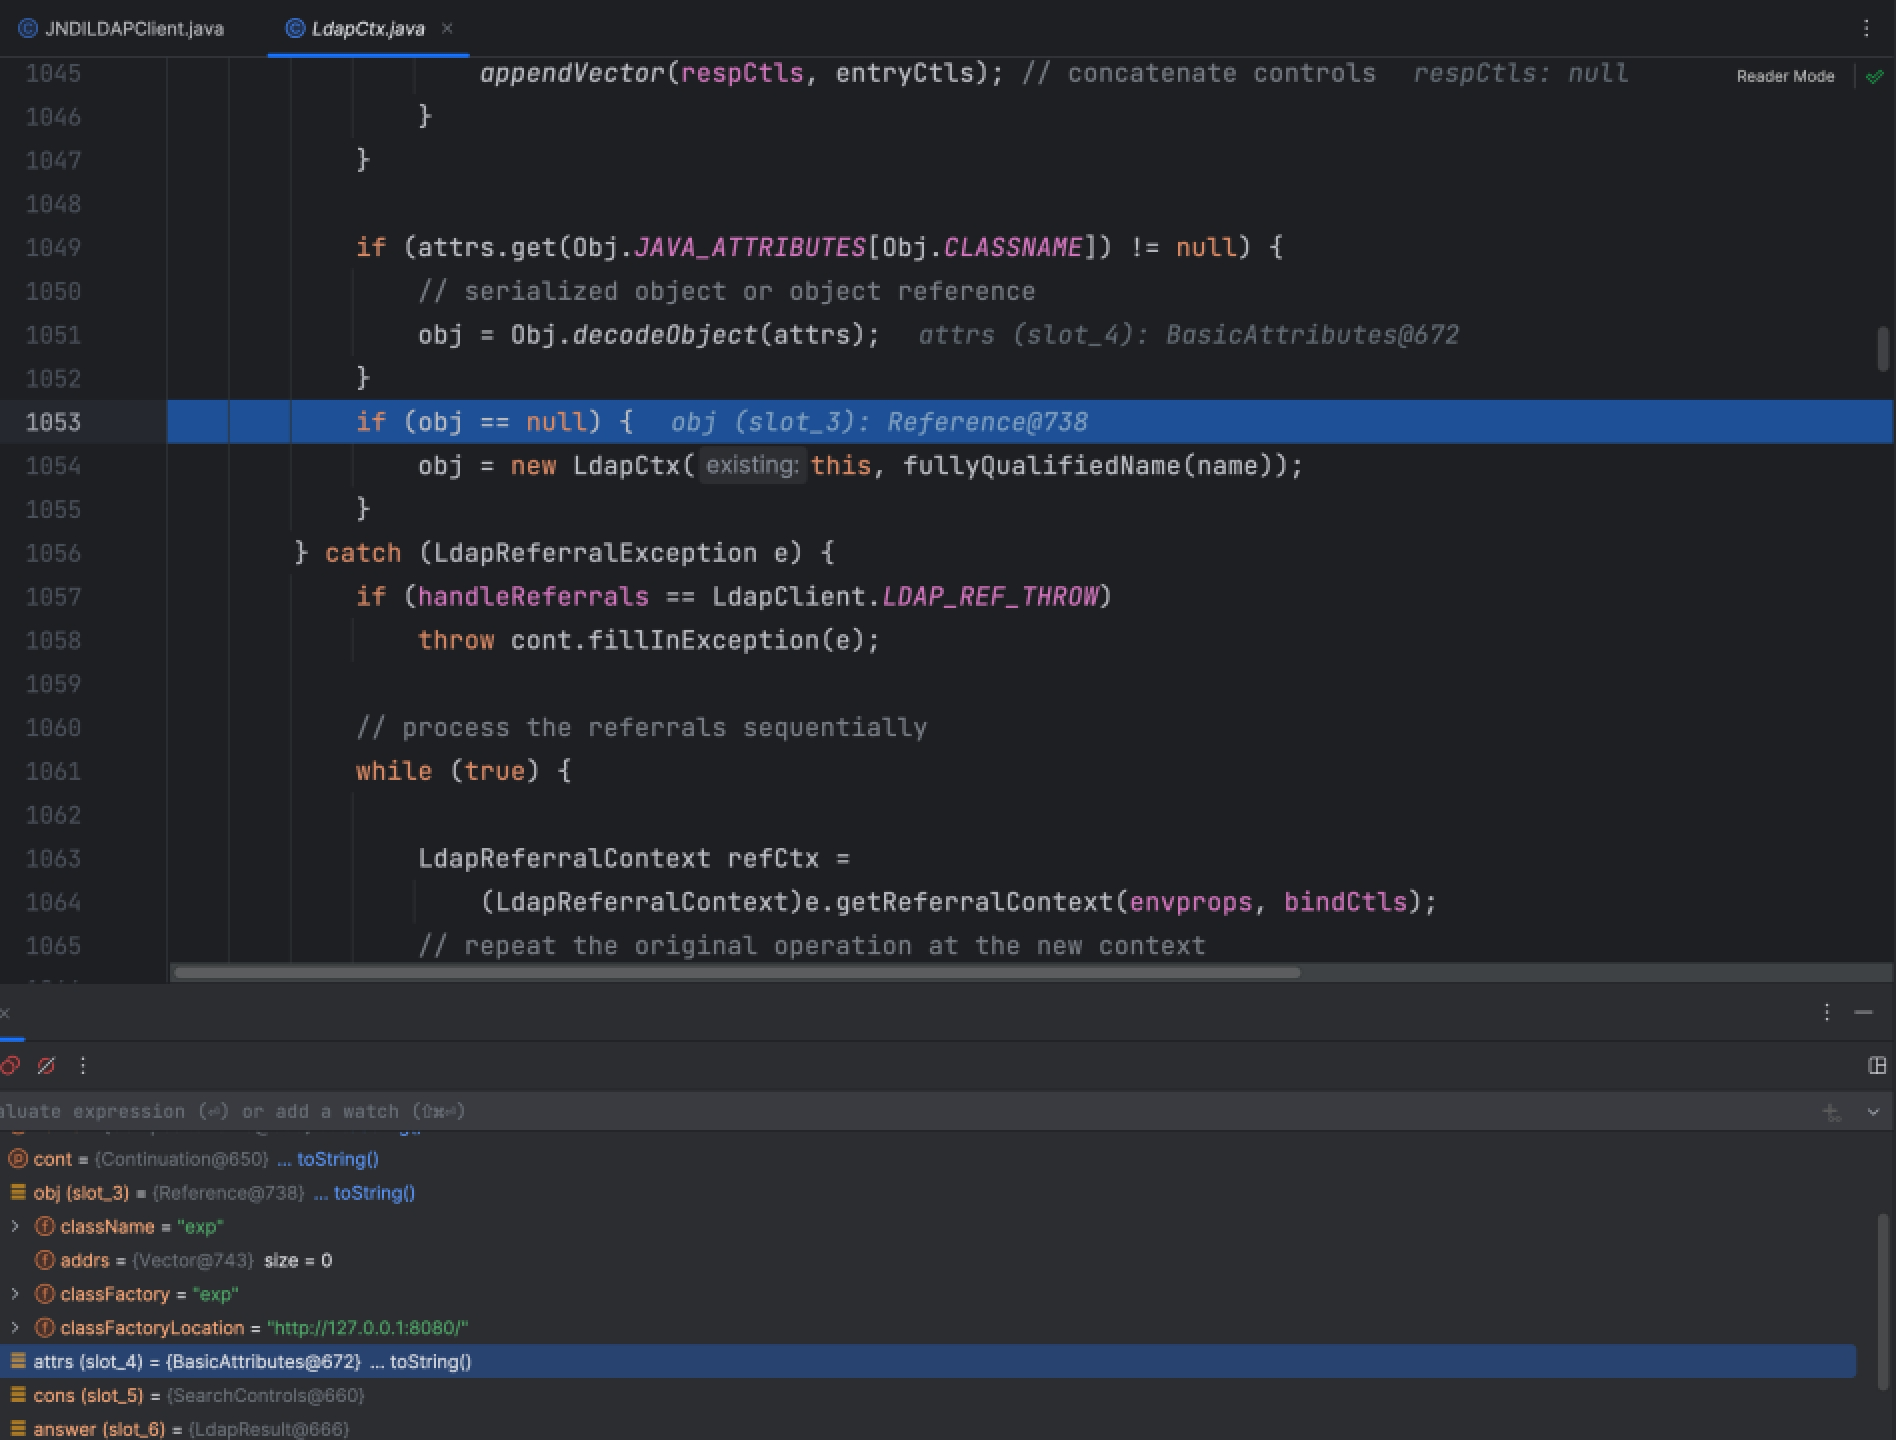 JNDILDAPClient.java LdapCtx.java
1045 appendVector(respCtls, entryCtls); // concatenate controls respCtls: null Reader Mode
1046 }
1047 }
1048
1049 if (attrs.get(Obj.JAVA_ATTRIBUTES[Obj.CLASSNAME]) != null) {
1050 // serialized object or object reference
1051 obj = Obj.decodeObject(attrs); attrs (slot_4): BasicAttributes@672
1052 }
1053 if (obj == null) { obj (slot_3): Reference@738
1054 obj = new LdapCtx( existing: this, fullyQualifiedName(name));
1055 }
1056 } catch (LdapReferralException e) {
1057 if (handleReferrals == LdapClient.LDAP_REF_THROW)
1058 throw cont.fillInException(e);
1059
1060 // process the referrals sequentially
1061 while (true) {
1062
1063 LdapReferralContext refCtx =
1064 (LdapReferralContext)e.getReferralContext(envprops, bindCtls);
1065 // repeat the original operation at the new context
aluate expression (⏎) or add a watch (⇧⌘⏎)
cont = {Continuation@650} ... toString()
obj (slot_3) = {Reference@738} ... toString()
className = "exp"
addrs = {Vector@743} size = 0
classFactory = "exp"
classFactoryLocation = "http://127.0.0.1:8080/"
attrs (slot_4) = {BasicAttributes@672} ... toString()
cons (slot_5) = {SearchControls@660}
answer (slot_6) = {LdapResult@666}